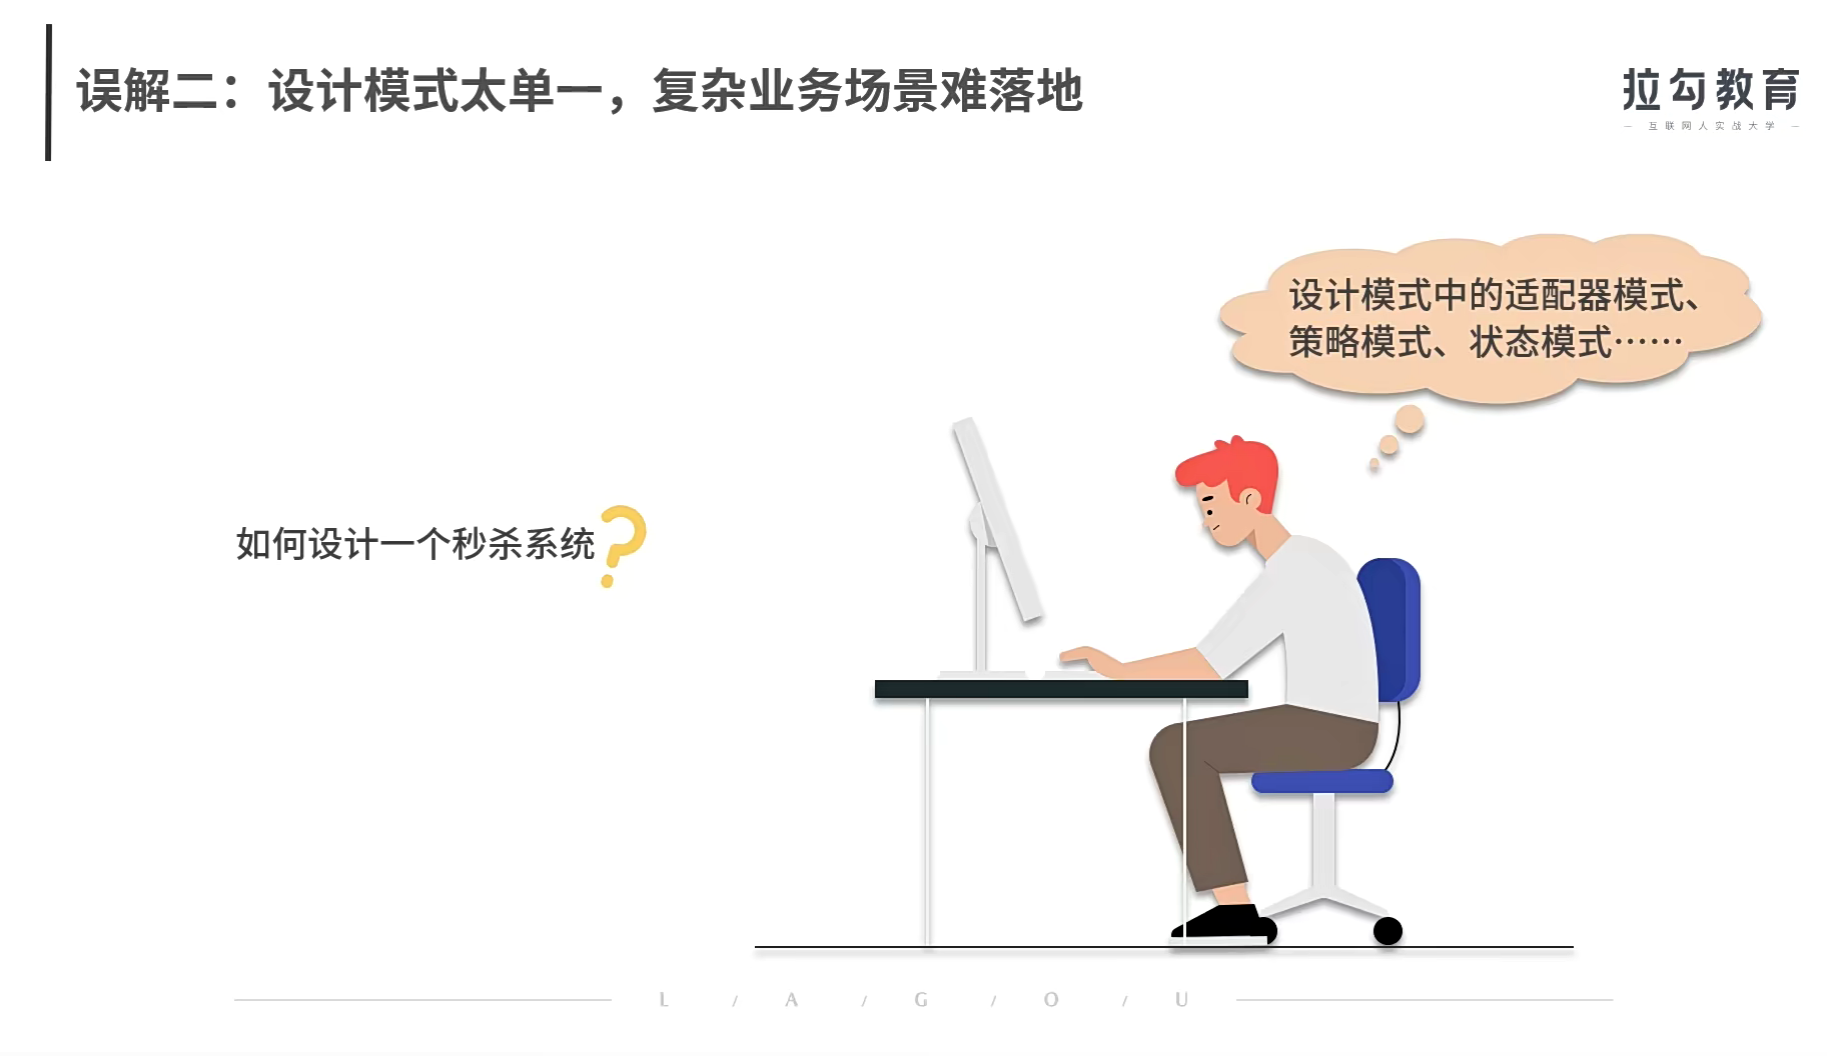 误解二：设计模式太单一，复杂业务场景难落地
拉勾教育
— 互联网人实战大学 —
设计模式中的适配器模式、
策略模式、状态模式……
如何设计一个秒杀系统?
L / A / G / O / U